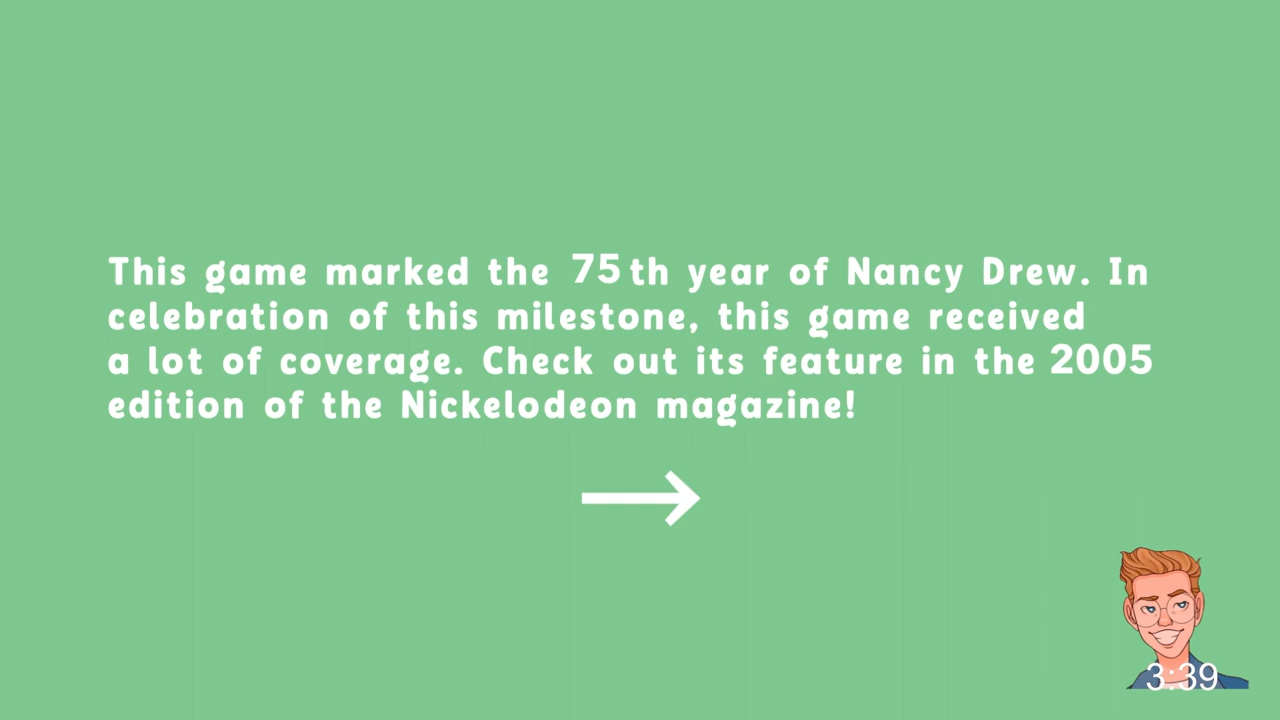 This game marked the 75th year of Nancy Drew. In
celebration of this milestone, this game received
a lot of coverage. Check out its feature in the 2005
edition of the Nickelodeon magazine!
3:39